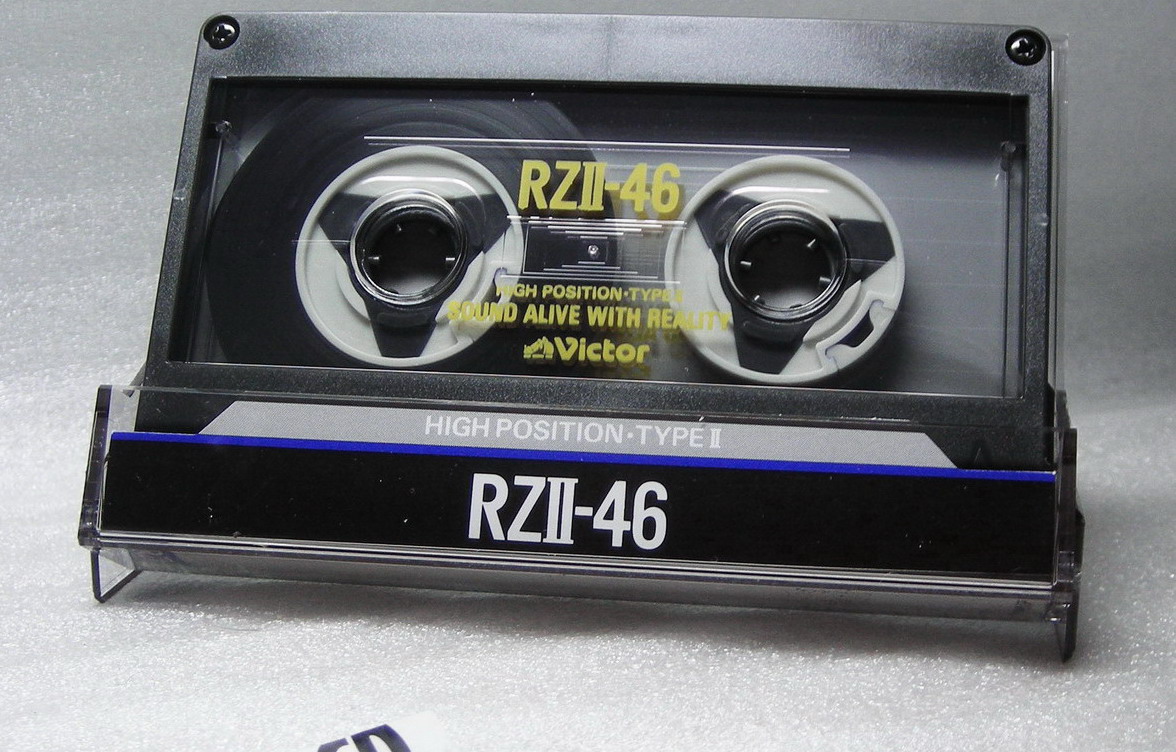 RZII-46
HIGH POSITION·TYPE II
SOUND ALIVE WITH REALITY
Victor
HIGH POSITION·TYPE II
RZII-46